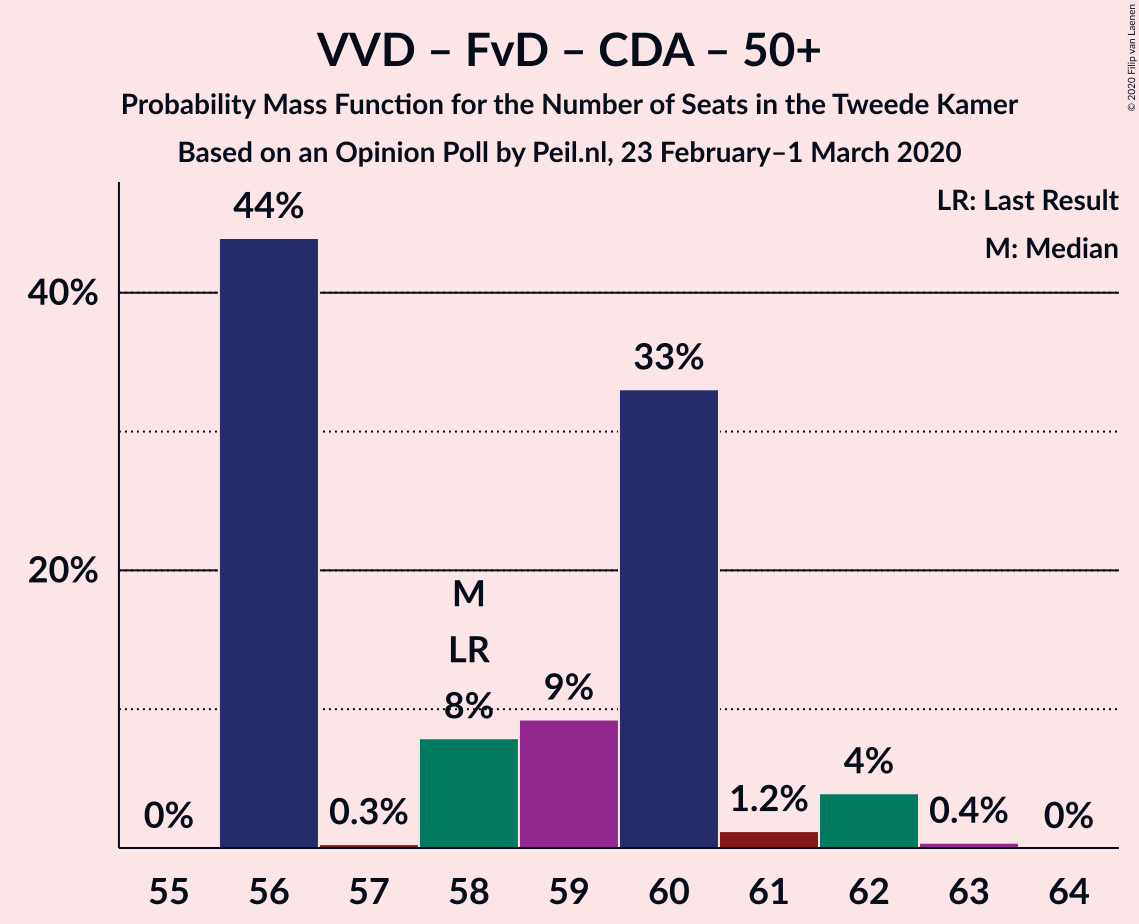 VVD – FvD – CDA – 50+
Probability Mass Function for the Number of Seats in the Tweede Kamer
Based on an Opinion Poll by Peil.nl, 23 February–1 March 2020
© 2020 Filip van Laenen
LR: Last Result
M: Median
40%
20%
0%
44%
0.3%
M
LR
8%
9%
33%
1.2%
4%
0.4%
0%
55 56 57 58 59 60 61 62 63 64